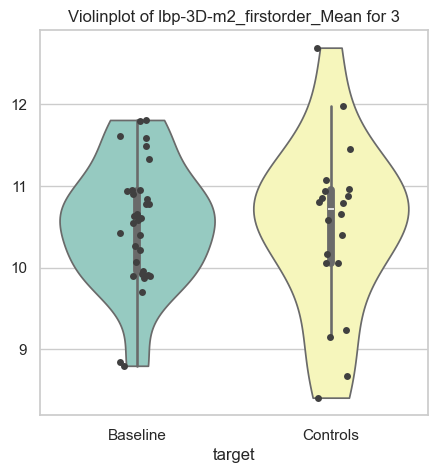 Violinplot of lbp-3D-m2_firstorder_Mean for 3
12
11
10
9
Baseline
Controls
target